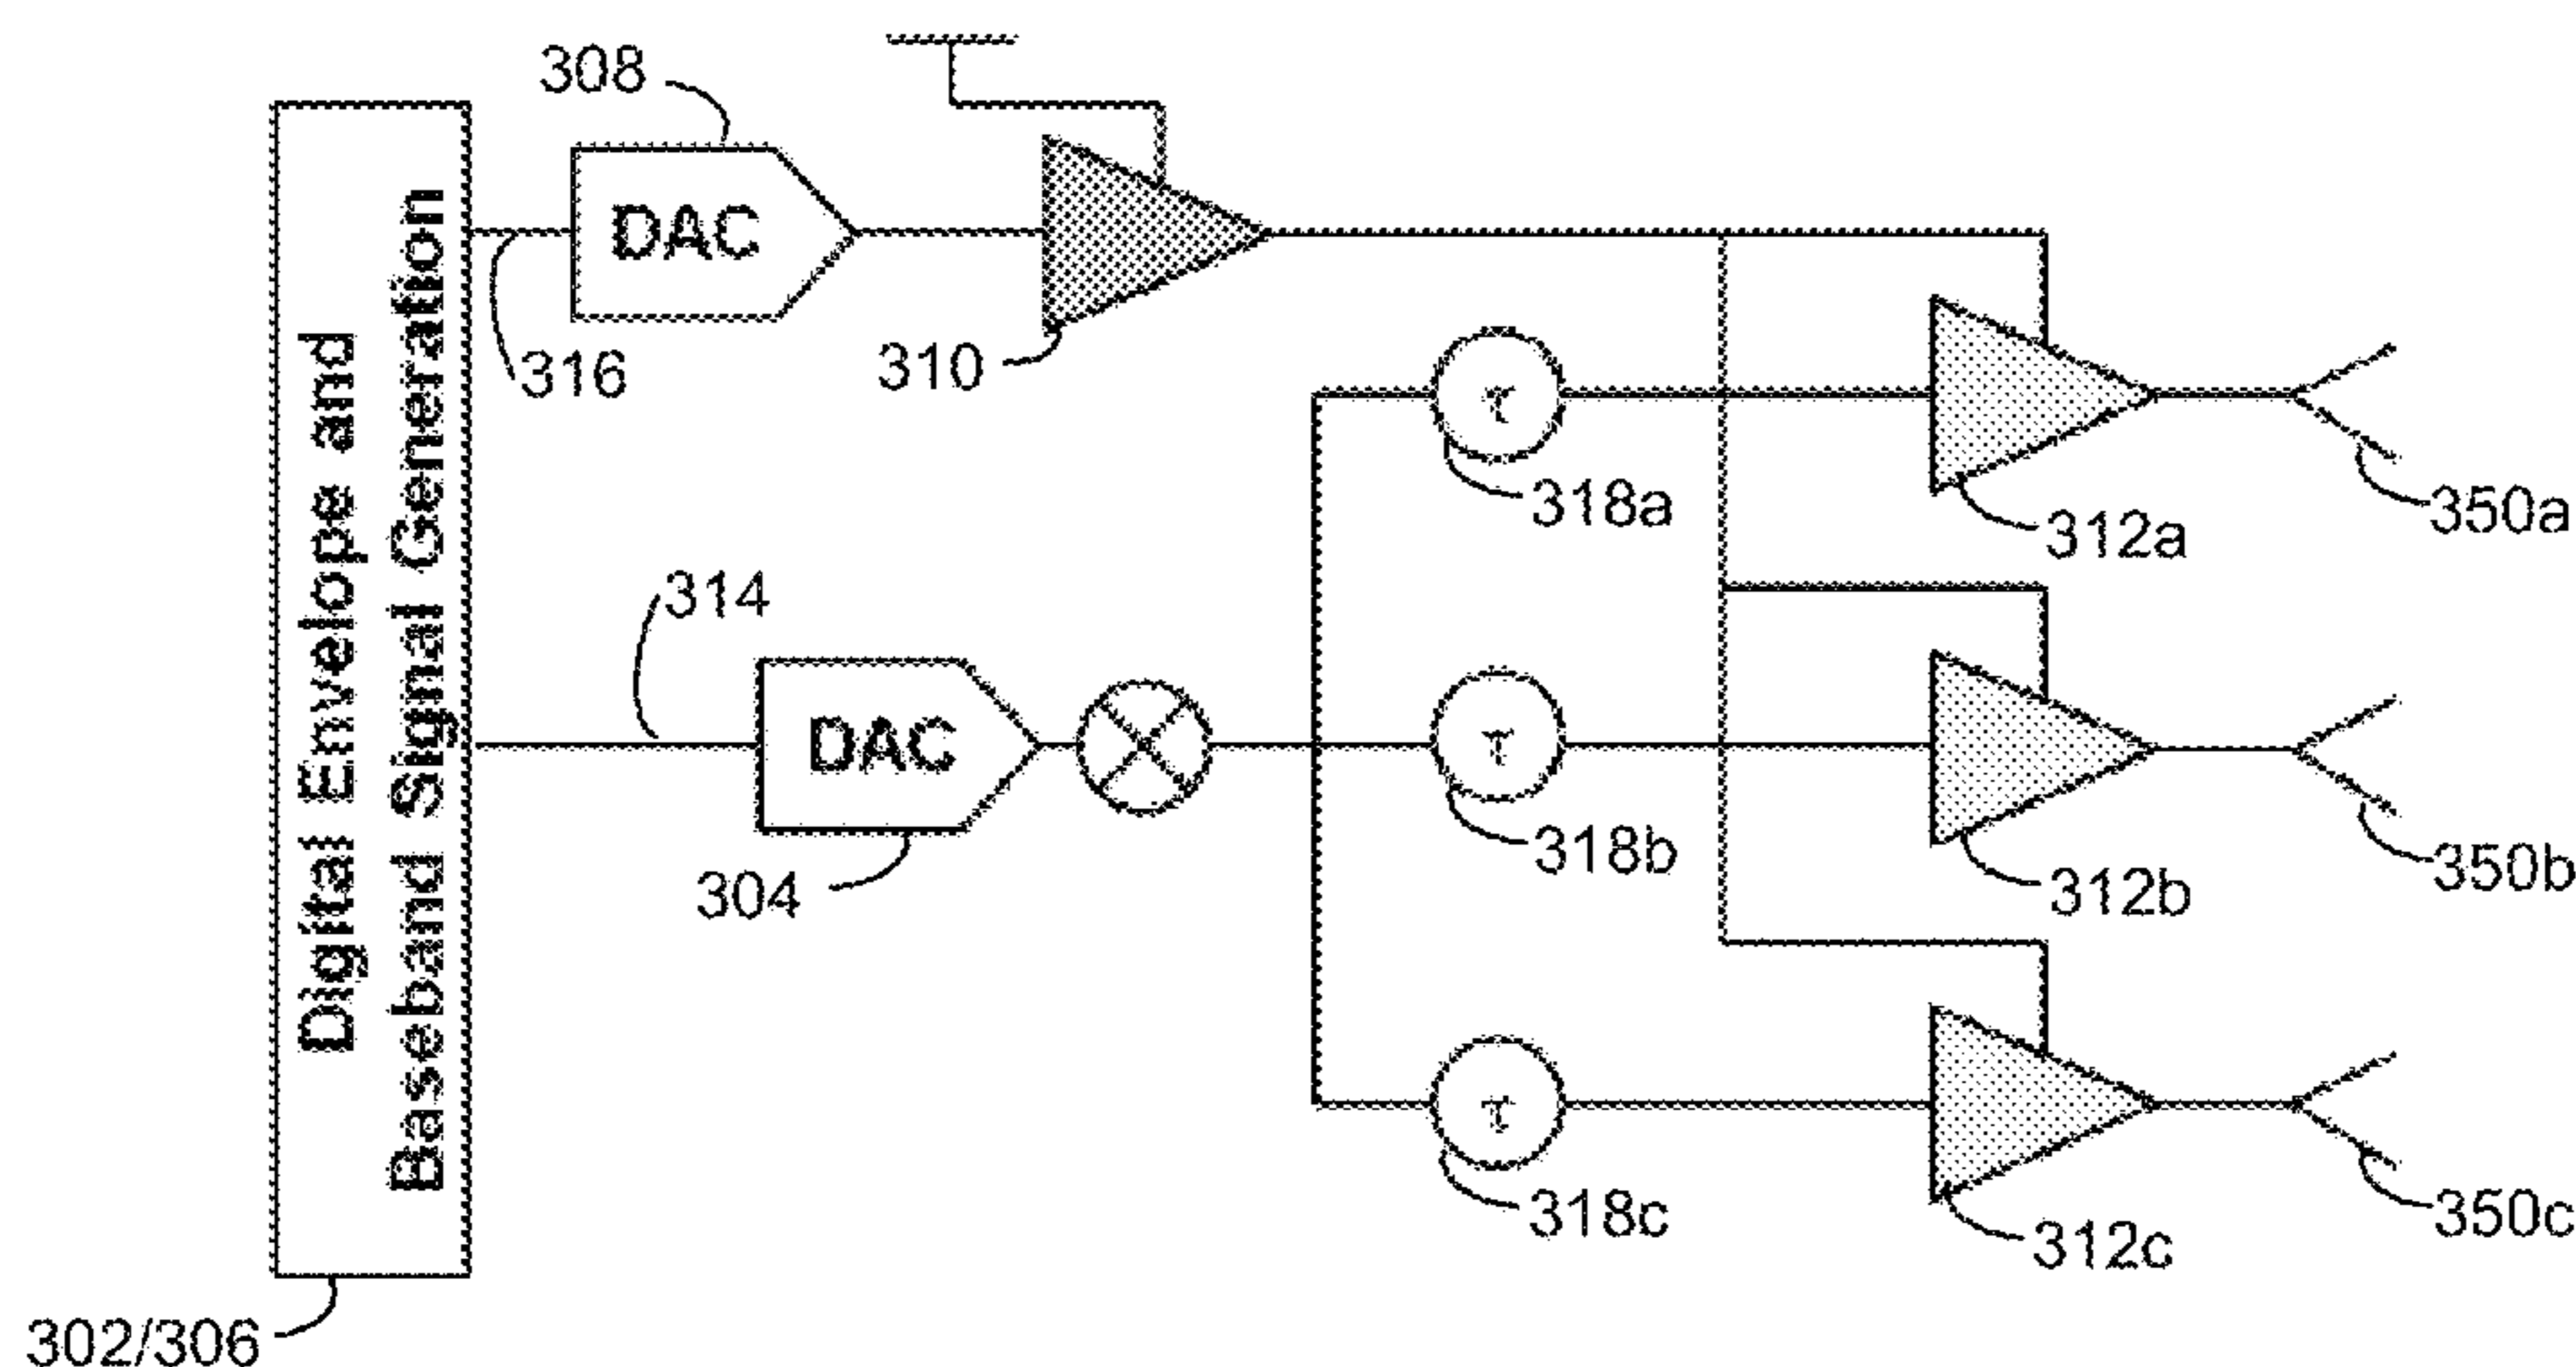 308
DAC
316
310
Digital Envelope and
Baseband Signal Generation
τ
318a
312a
350a
314
DAC
304
τ
318b
312b
350b
τ
318c
312c
350c
302/306